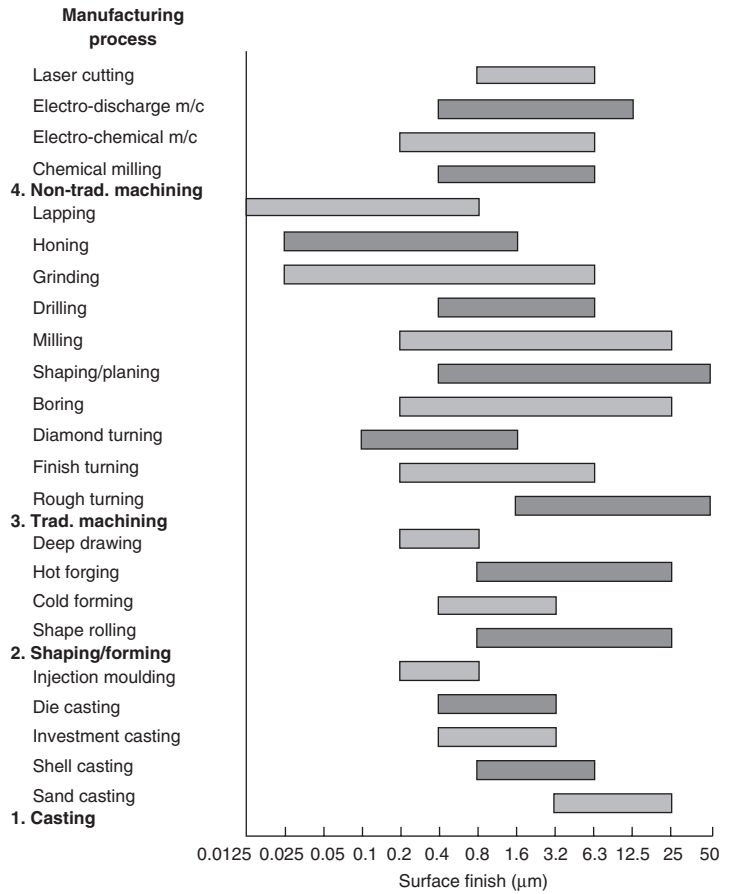 Manufacturing
process
Laser cutting
Electro-discharge m/c
Electro-chemical m/c
Chemical milling
4. Non-trad. machining
Lapping
Honing
Grinding
Drilling
Milling
Shaping/planing
Boring
Diamond turning
Finish turning
Rough turning
3. Trad. machining
Deep drawing
Hot forging
Cold forming
Shape rolling
2. Shaping/forming
Injection moulding
Die casting
Investment casting
Shell casting
Sand casting
1. Casting
0.0125 0.025 0.05 0.1 0.2 0.4 0.8 1.6 3.2 6.3 12.5 25 50
Surface finish (μm)